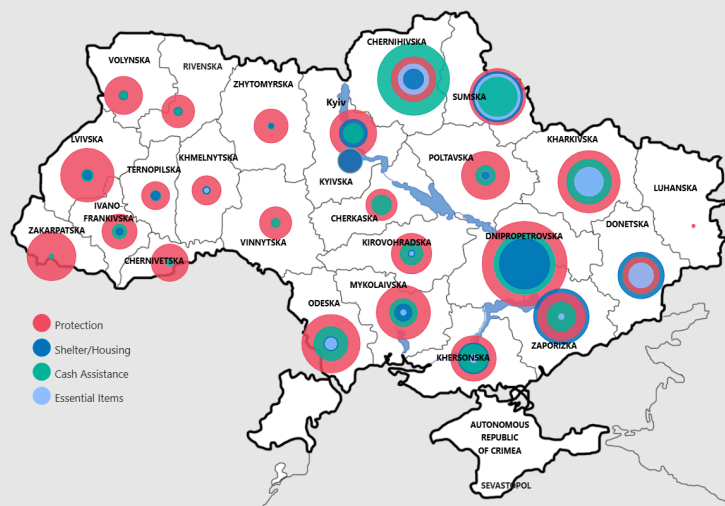 CHERNIHIVSKA
VOLYNSKA
RIVENSKA
ZHYTOMYRSKA
SUMSKA
Kyiv
LVIVSKA
KHARKIVSKA
KHMELNYTSKA
POLTAVSKA
TERNOPILSKA
KYIVSKA
LUHANSKA
IVANO
FRANKIVSKA
CHERKASKA
ZAKARPATSKA
DONETSKA
VINNYTSKA
KIROVOHRADSKA
DNIPROPETROVSKA
CHERNIVETSKA
MYKOLAIVSKA
ODESKA
ZAPORIZKA
KHERSONSKA
Protection
Shelter/Housing
Cash Assistance
Essential Items
AUTONOMOUS
REPUBLIC
OF CRIMEA
SEVASTOPOL